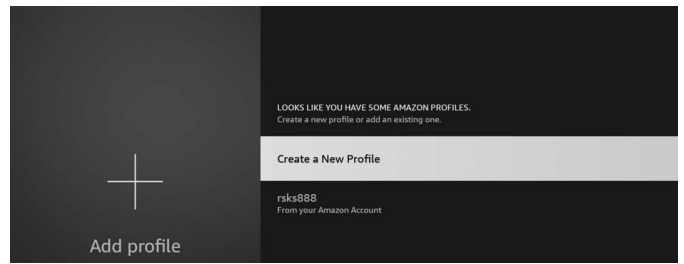 LOOKS LIKE YOU HAVE SOME AMAZON PROFILES.
Create a new profile or add an existing one.
Create a New Profile
rsks888
From your Amazon Account
Add profile